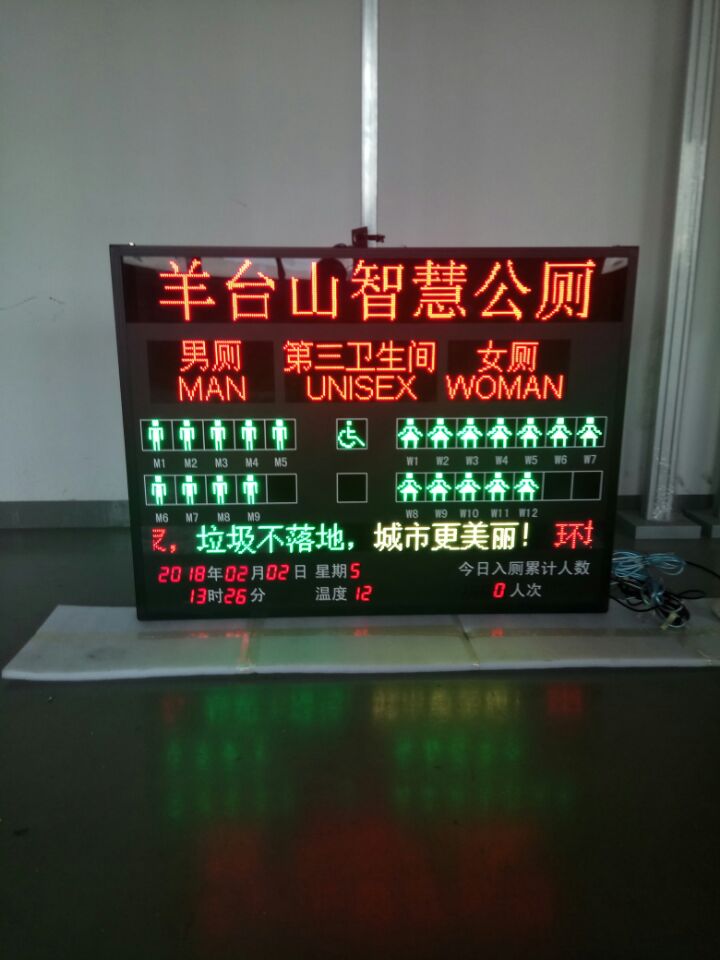 羊台山智慧公厕
男厕 第三卫生间 女厕
MAN UNISEX WOMAN
M1 M2 M3 M4 M5 W1 W2 W3 W4 W5 W6 W7
M6 M7 M8 M9 W8 W9 W10 W11 W12
，垃圾不落地，城市更美丽！环
2018年02月02日 星期5 今日入厕累计人数
13时26分 温度12 0人次